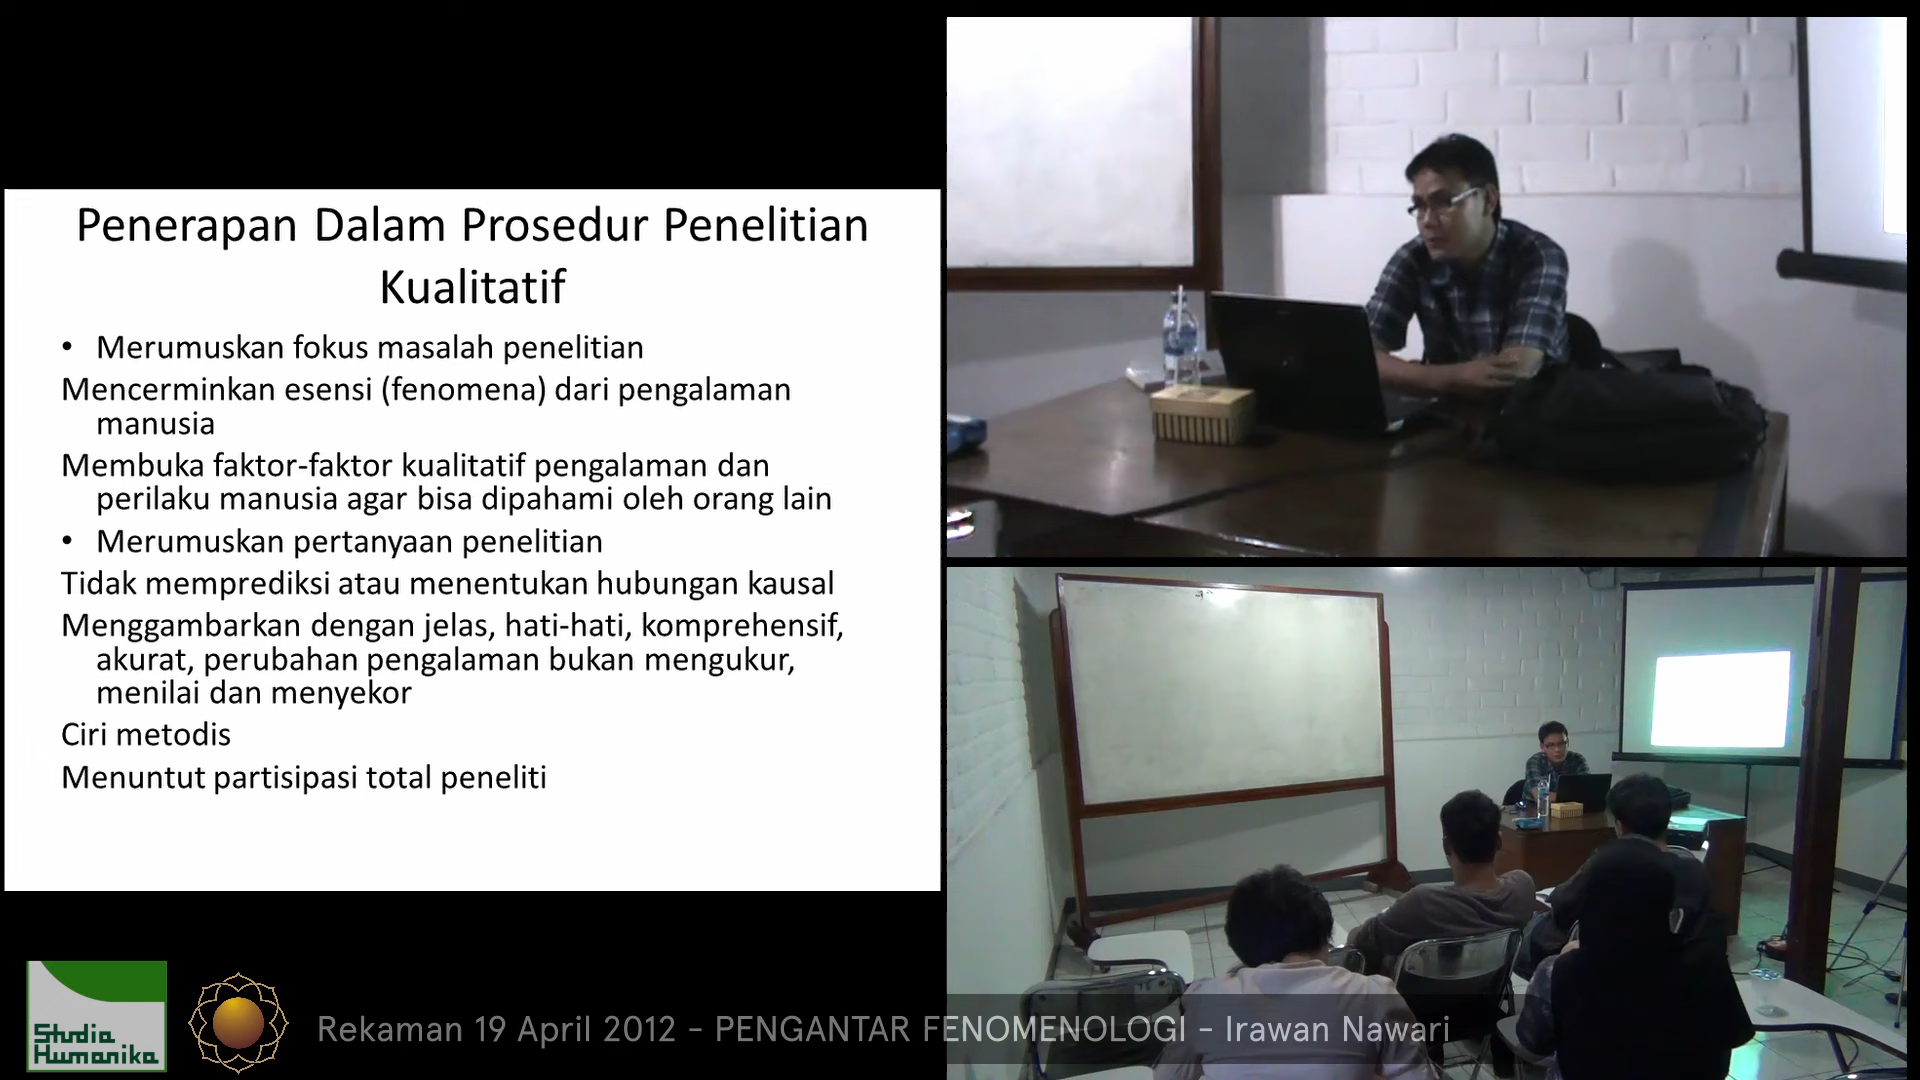 Penerapan Dalam Prosedur Penelitian
Kualitatif
• Merumuskan fokus masalah penelitian
Mencerminkan esensi (fenomena) dari pengalaman
manusia
Membuka faktor-faktor kualitatif pengalaman dan
perilaku manusia agar bisa dipahami oleh orang lain
• Merumuskan pertanyaan penelitian
Tidak memprediksi atau menentukan hubungan kausal
Menggambarkan dengan jelas, hati-hati, komprehensif,
akurat, perubahan pengalaman bukan mengukur,
menilai dan menyekor
Ciri metodis
Menuntut partisipasi total peneliti
Studia
Humanika
Rekaman 19 April 2012 - PENGANTAR FENOMENOLOGI - Irawan Nawari